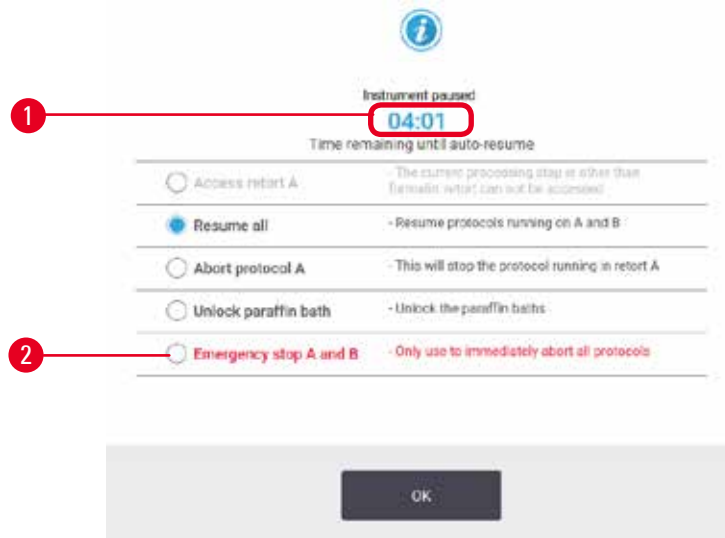 i
Instrument paused
1
04:01
Time remaining until auto-resume
Access retort A - The current processing step is other than
formalin retort can not be accessed
Resume all - Resume protocols running on A and B
Abort protocol A - This will stop the protocol running in retort A
Unlock paraffin bath - Unlock the paraffin baths
2
Emergency stop A and B - Only use to immediately abort all protocols
OK